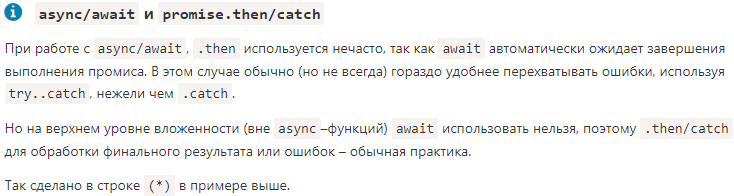 async/await и promise.then/catch
При работе с async/await, .then используется нечасто, так как await автоматически ожидает завершения
выполнения промиса. В этом случае обычно (но не всегда) гораздо удобнее перехватывать ошибки, используя
try..catch, нежели чем .catch.
Но на верхнем уровне вложенности (вне async–функций) await использовать нельзя, поэтому .then/catch
для обработки финального результата или ошибок – обычная практика.
Так сделано в строке (*) в примере выше.